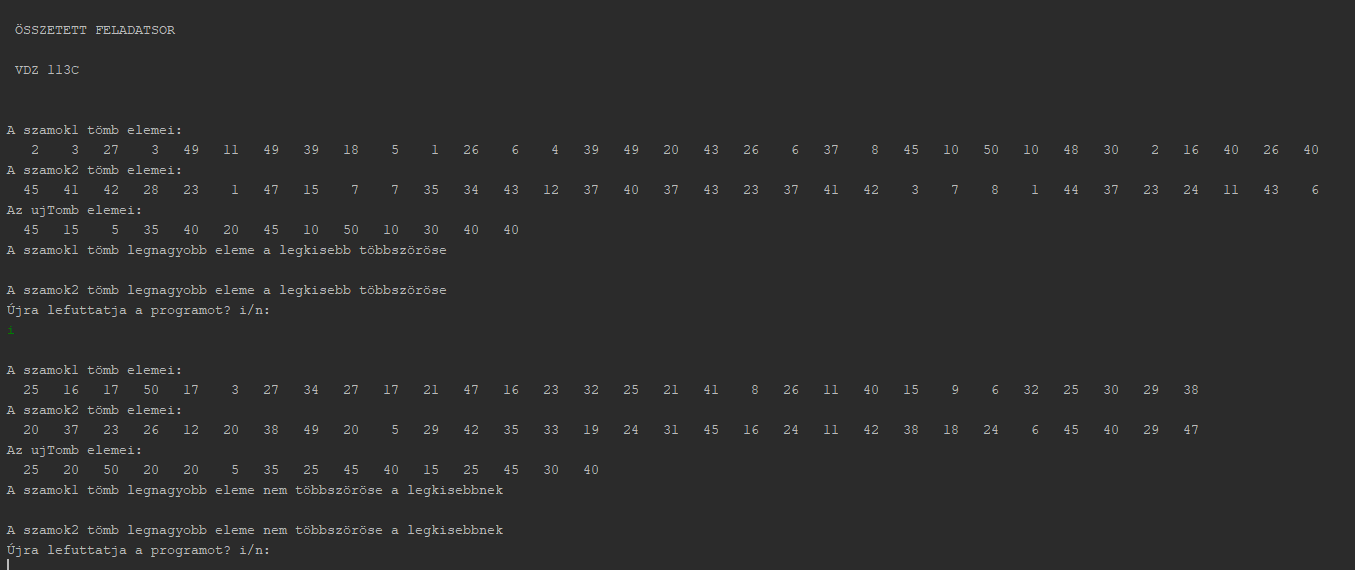 ÖSSZETETT FELADATSOR
VDZ 113C
A szamok1 tömb elemei:
2 3 27 3 49 11 49 39 18 5 1 26 6 4 39 49 20 43 26 6 37 8 45 10 50 10 48 30 2 16 40 26 40
A szamok2 tömb elemei:
45 41 42 28 23 1 47 15 7 7 35 34 43 12 37 40 37 43 23 37 41 42 3 7 8 1 44 37 23 24 11 43 6
Az ujTomb elemei:
45 15 5 35 40 20 45 10 50 10 30 40 40
A szamok1 tömb legnagyobb eleme a legkisebb többszöröse
A szamok2 tömb legnagyobb eleme a legkisebb többszöröse
Újra lefuttatja a programot? i/n:
i
A szamok1 tömb elemei:
25 16 17 50 17 3 27 34 27 17 21 47 16 23 32 25 21 41 8 26 11 40 15 9 6 32 25 30 29 38
A szamok2 tömb elemei:
20 37 23 26 12 20 38 49 20 5 29 42 35 33 19 24 31 45 16 24 11 42 38 18 24 6 45 40 29 47
Az ujTomb elemei:
25 20 50 20 20 5 35 25 45 40 15 25 45 30 40
A szamok1 tömb legnagyobb eleme nem többszöröse a legkisebbnek
A szamok2 tömb legnagyobb eleme nem többszöröse a legkisebbnek
Újra lefuttatja a programot? i/n: